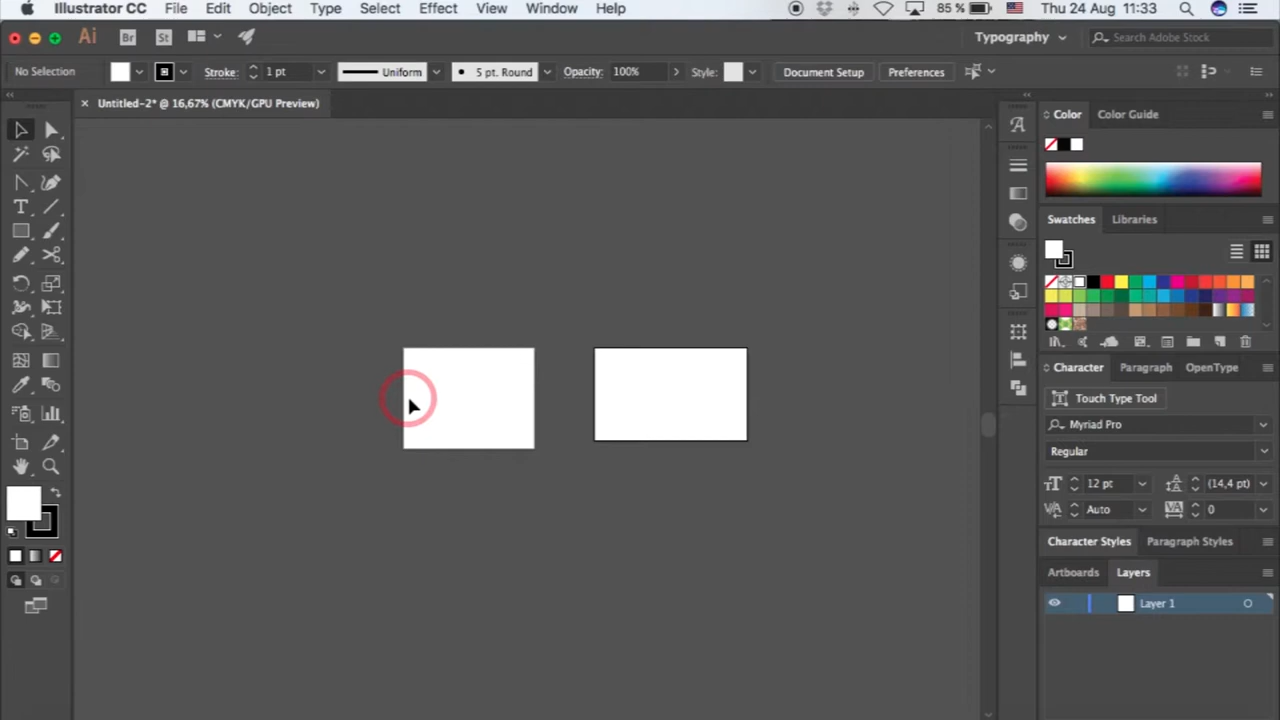 Illustrator CC File Edit Object Type Select Effect View Window Help 85 % Thu 24 Aug 11:33
Ai Br St Typography Search Adobe Stock
No Selection Stroke: 1 pt Uniform 5 pt. Round Opacity: 100% Style: Document Setup Preferences
× Untitled-2* @ 16,67% (CMYK/GPU Preview)
Color Color Guide
Swatches Libraries
Character Paragraph OpenType
Touch Type Tool
Myriad Pro
Regular
12 pt (14,4 pt)
Auto 0
Character Styles Paragraph Styles
Artboards Layers
Layer 1